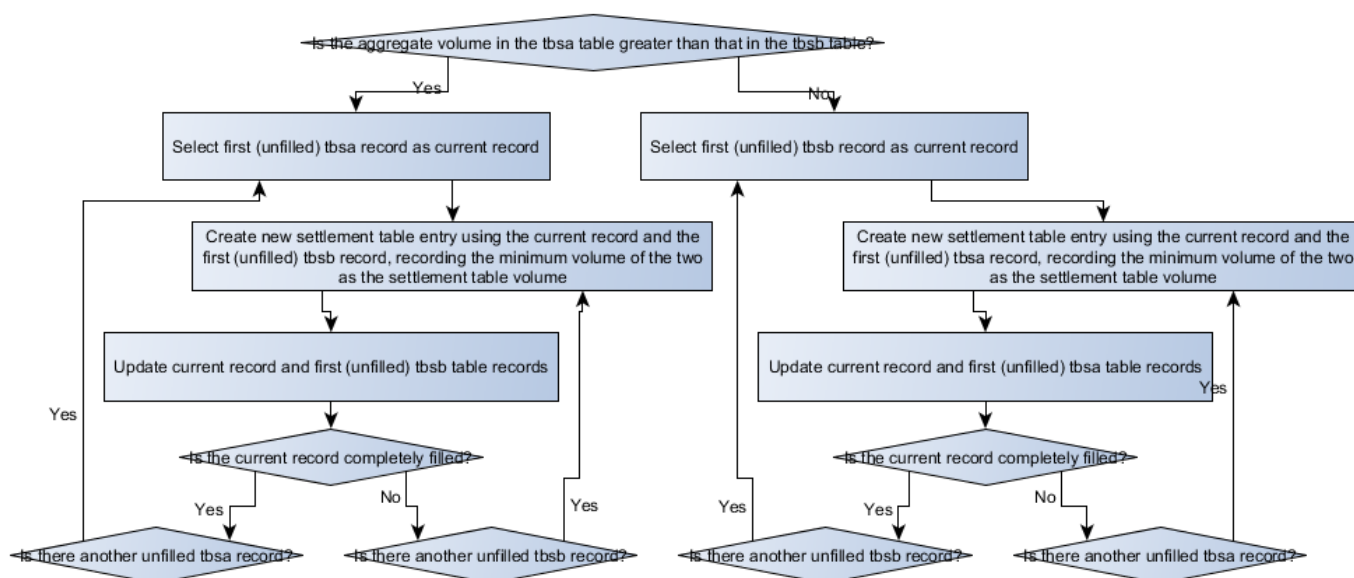 Is the aggregate volume in the tbsa table greater than that in the tbsb table?
Yes
No
Select first (unfilled) tbsa record as current record
Select first (unfilled) tbsb record as current record
Create new settlement table entry using the current record and the
first (unfilled) tbsb record, recording the minimum volume of the two
as the settlement table volume
Create new settlement table entry using the current record and the
first (unfilled) tbsa record, recording the minimum volume of the two
as the settlement table volume
Update current record and first (unfilled) tbsb table records
Update current record and first (unfilled) tbsa table records
Yes
Yes
Is the current record completely filled?
Is the current record completely filled?
Yes
No
Yes
Yes
Yes
No
Is there another unfilled tbsa record?
Is there another unfilled tbsb record?
Is there another unfilled tbsb record?
Is there another unfilled tbsa record?